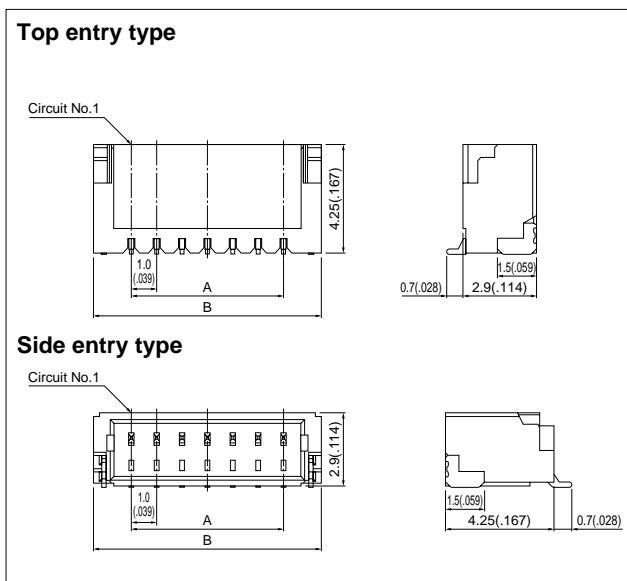 Top entry type
Circuit No.1
4.25(.167)
1.0
(.039)
A
B
1.5(.059)
0.7(.028)
2.9(.114)
Side entry type
Circuit No.1
2.9(.114)
1.0
(.039)
A
B
1.5(.059)
4.25(.167)
0.7(.028)